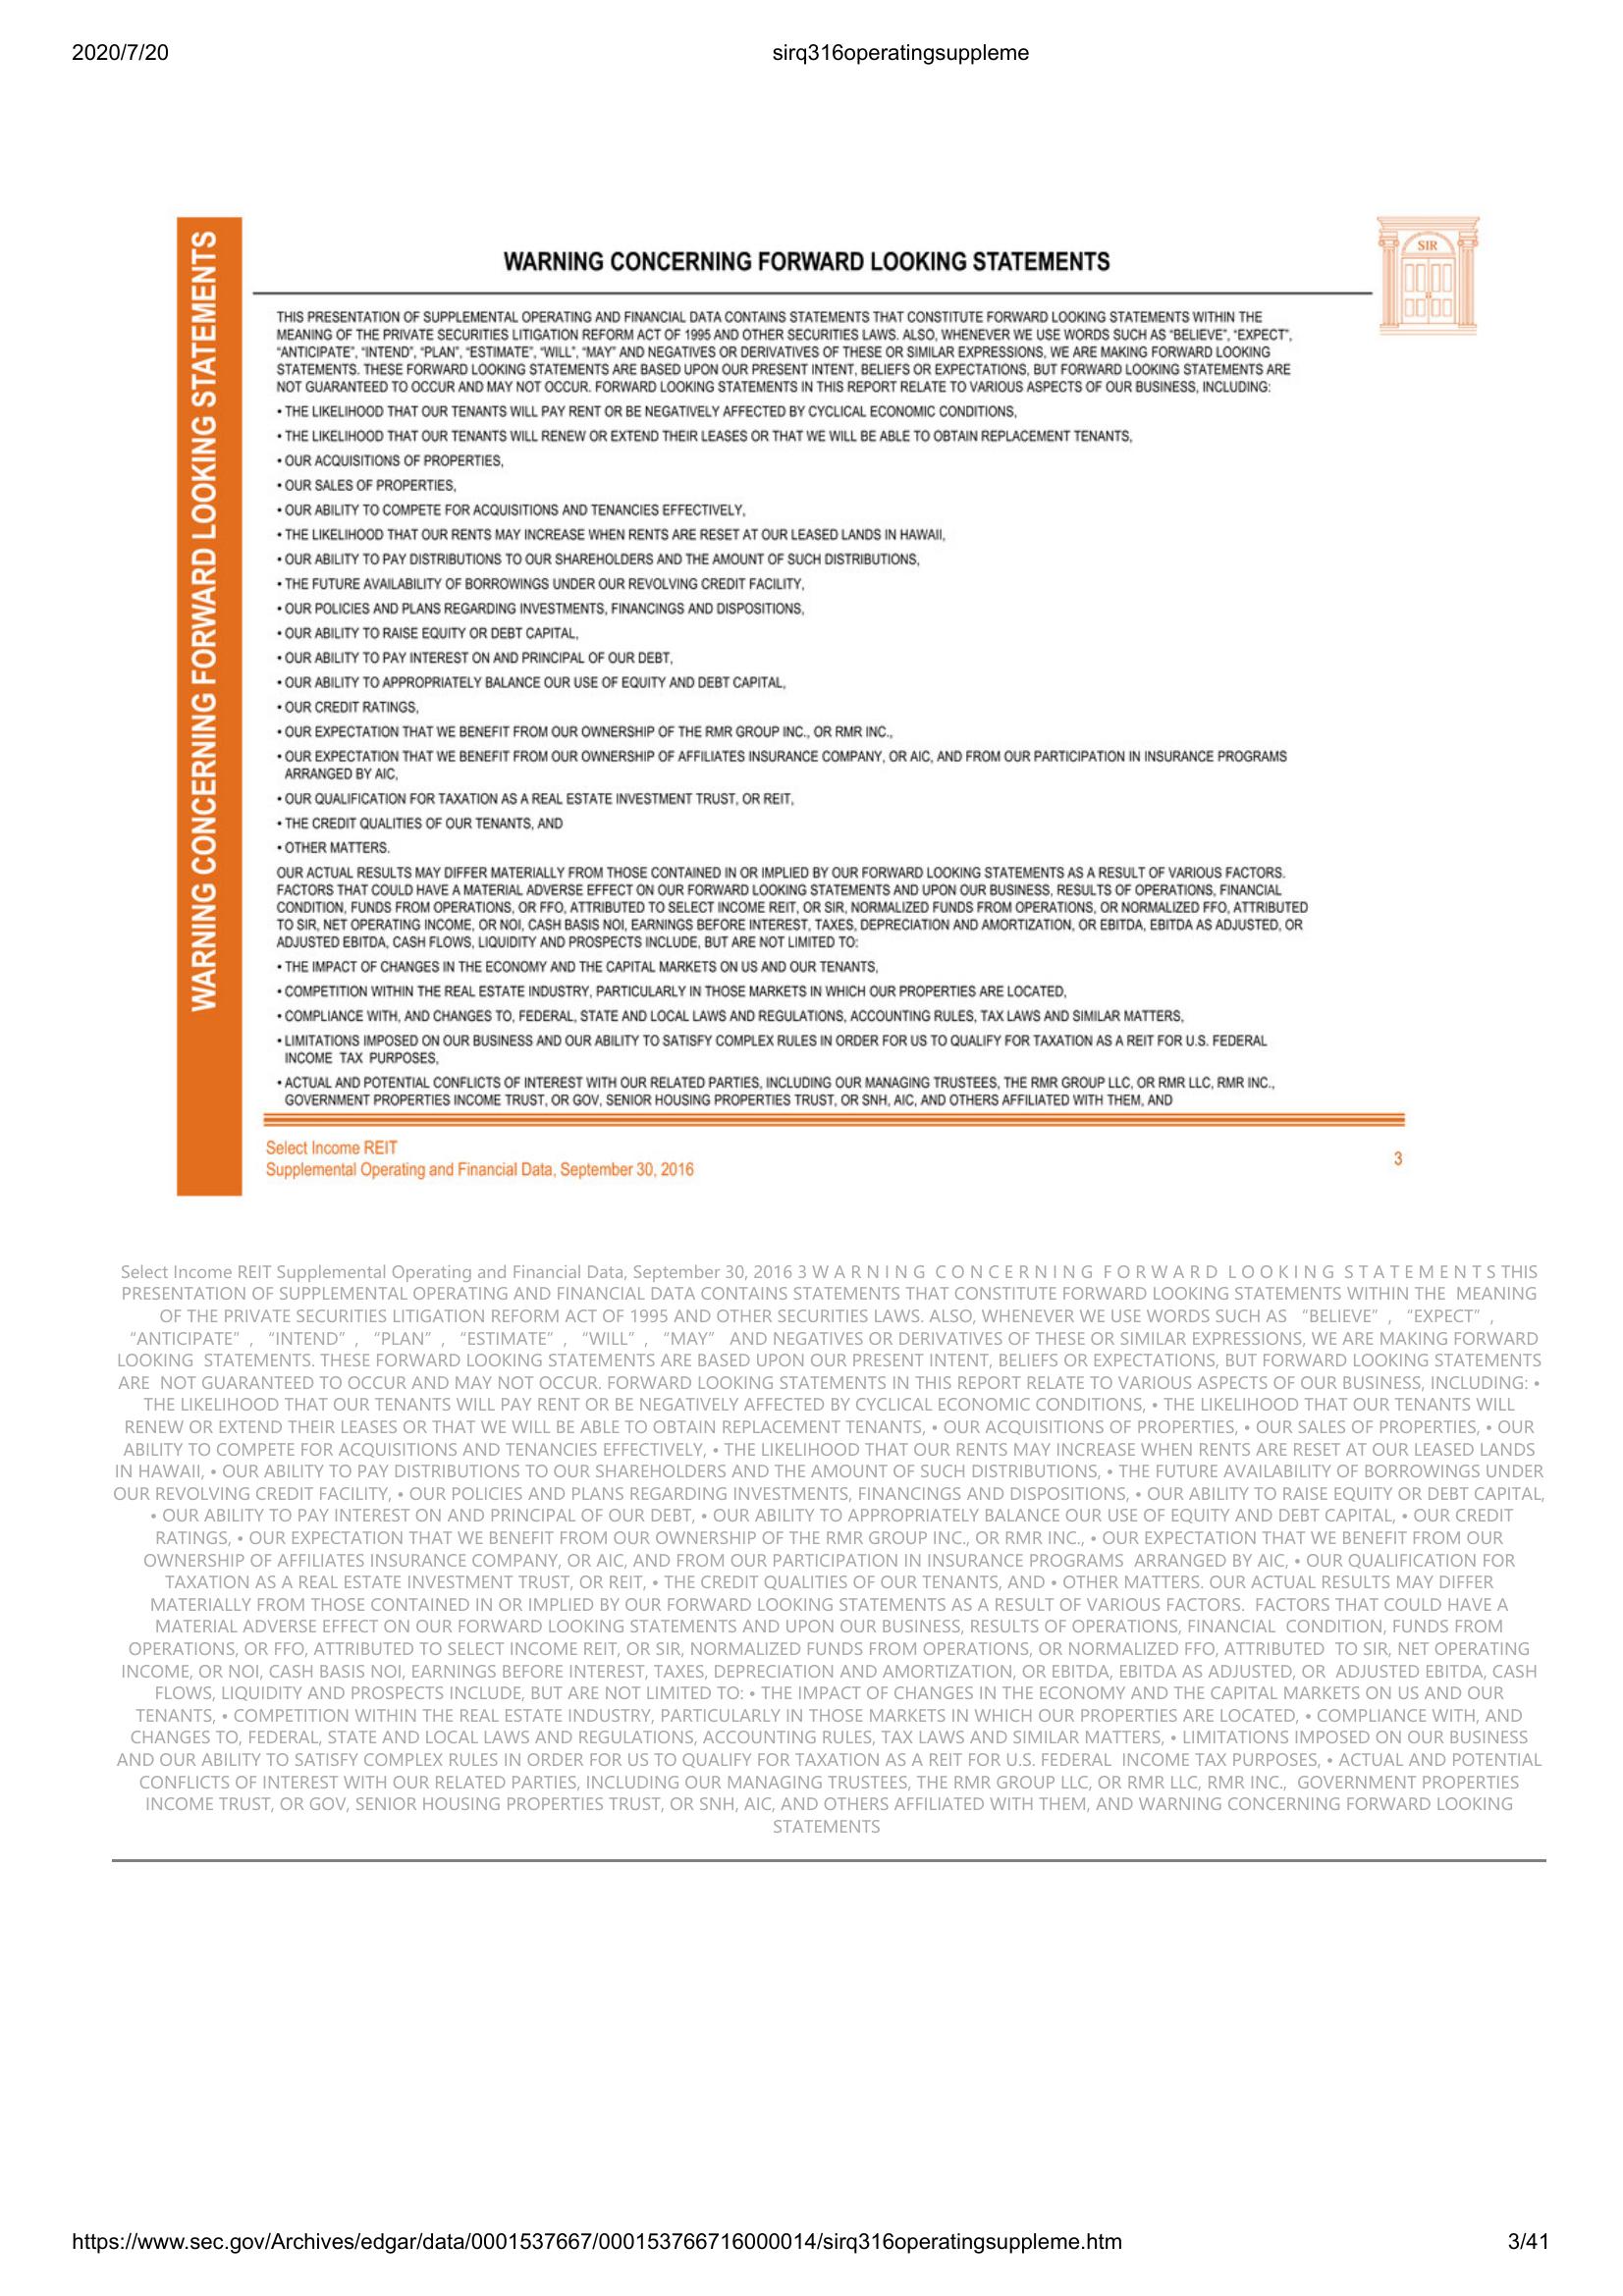 2020/7/20
sirq316operatingsuppleme
WARNING CONCERNING FORWARD LOOKING STATEMENTS
WARNING CONCERNING FORWARD LOOKING STATEMENTS
SIR
THIS PRESENTATION OF SUPPLEMENTAL OPERATING AND FINANCIAL DATA CONTAINS STATEMENTS THAT CONSTITUTE FORWARD LOOKING STATEMENTS WITHIN THE
MEANING OF THE PRIVATE SECURITIES LITIGATION REFORM ACT OF 1995 AND OTHER SECURITIES LAWS. ALSO, WHENEVER WE USE WORDS SUCH AS “BELIEVE”, “EXPECT”,
“ANTICIPATE”, “INTEND”, “PLAN”, “ESTIMATE”, “WILL”, “MAY” AND NEGATIVES OR DERIVATIVES OF THESE OR SIMILAR EXPRESSIONS, WE ARE MAKING FORWARD LOOKING
STATEMENTS. THESE FORWARD LOOKING STATEMENTS ARE BASED UPON OUR PRESENT INTENT, BELIEFS OR EXPECTATIONS, BUT FORWARD LOOKING STATEMENTS ARE
NOT GUARANTEED TO OCCUR AND MAY NOT OCCUR. FORWARD LOOKING STATEMENTS IN THIS REPORT RELATE TO VARIOUS ASPECTS OF OUR BUSINESS, INCLUDING:
• THE LIKELIHOOD THAT OUR TENANTS WILL PAY RENT OR BE NEGATIVELY AFFECTED BY CYCLICAL ECONOMIC CONDITIONS,
• THE LIKELIHOOD THAT OUR TENANTS WILL RENEW OR EXTEND THEIR LEASES OR THAT WE WILL BE ABLE TO OBTAIN REPLACEMENT TENANTS,
• OUR ACQUISITIONS OF PROPERTIES,
• OUR SALES OF PROPERTIES,
• OUR ABILITY TO COMPETE FOR ACQUISITIONS AND TENANCIES EFFECTIVELY,
• THE LIKELIHOOD THAT OUR RENTS MAY INCREASE WHEN RENTS ARE RESET AT OUR LEASED LANDS IN HAWAII,
• OUR ABILITY TO PAY DISTRIBUTIONS TO OUR SHAREHOLDERS AND THE AMOUNT OF SUCH DISTRIBUTIONS,
• THE FUTURE AVAILABILITY OF BORROWINGS UNDER OUR REVOLVING CREDIT FACILITY,
• OUR POLICIES AND PLANS REGARDING INVESTMENTS, FINANCINGS AND DISPOSITIONS,
• OUR ABILITY TO RAISE EQUITY OR DEBT CAPITAL,
• OUR ABILITY TO PAY INTEREST ON AND PRINCIPAL OF OUR DEBT,
• OUR ABILITY TO APPROPRIATELY BALANCE OUR USE OF EQUITY AND DEBT CAPITAL,
• OUR CREDIT RATINGS,
• OUR EXPECTATION THAT WE BENEFIT FROM OUR OWNERSHIP OF THE RMR GROUP INC., OR RMR INC.,
• OUR EXPECTATION THAT WE BENEFIT FROM OUR OWNERSHIP OF AFFILIATES INSURANCE COMPANY, OR AIC, AND FROM OUR PARTICIPATION IN INSURANCE PROGRAMS
ARRANGED BY AIC,
• OUR QUALIFICATION FOR TAXATION AS A REAL ESTATE INVESTMENT TRUST, OR REIT,
• THE CREDIT QUALITIES OF OUR TENANTS, AND
• OTHER MATTERS.
OUR ACTUAL RESULTS MAY DIFFER MATERIALLY FROM THOSE CONTAINED IN OR IMPLIED BY OUR FORWARD LOOKING STATEMENTS AS A RESULT OF VARIOUS FACTORS.
FACTORS THAT COULD HAVE A MATERIAL ADVERSE EFFECT ON OUR FORWARD LOOKING STATEMENTS AND UPON OUR BUSINESS, RESULTS OF OPERATIONS, FINANCIAL
CONDITION, FUNDS FROM OPERATIONS, OR FFO, ATTRIBUTED TO SELECT INCOME REIT, OR SIR, NORMALIZED FUNDS FROM OPERATIONS, OR NORMALIZED FFO, ATTRIBUTED
TO SIR, NET OPERATING INCOME, OR NOI, CASH BASIS NOI, EARNINGS BEFORE INTEREST, TAXES, DEPRECIATION AND AMORTIZATION, OR EBITDA, EBITDA AS ADJUSTED, OR
ADJUSTED EBITDA, CASH FLOWS, LIQUIDITY AND PROSPECTS INCLUDE, BUT ARE NOT LIMITED TO:
• THE IMPACT OF CHANGES IN THE ECONOMY AND THE CAPITAL MARKETS ON US AND OUR TENANTS,
• COMPETITION WITHIN THE REAL ESTATE INDUSTRY, PARTICULARLY IN THOSE MARKETS IN WHICH OUR PROPERTIES ARE LOCATED,
• COMPLIANCE WITH, AND CHANGES TO, FEDERAL, STATE AND LOCAL LAWS AND REGULATIONS, ACCOUNTING RULES, TAX LAWS AND SIMILAR MATTERS,
• LIMITATIONS IMPOSED ON OUR BUSINESS AND OUR ABILITY TO SATISFY COMPLEX RULES IN ORDER FOR US TO QUALIFY FOR TAXATION AS A REIT FOR U.S. FEDERAL
INCOME TAX PURPOSES,
• ACTUAL AND POTENTIAL CONFLICTS OF INTEREST WITH OUR RELATED PARTIES, INCLUDING OUR MANAGING TRUSTEES, THE RMR GROUP LLC, OR RMR LLC, RMR INC.,
GOVERNMENT PROPERTIES INCOME TRUST, OR GOV, SENIOR HOUSING PROPERTIES TRUST, OR SNH, AIC, AND OTHERS AFFILIATED WITH THEM, AND
Select Income REIT
Supplemental Operating and Financial Data, September 30, 2016
3
Select Income REIT Supplemental Operating and Financial Data, September 30, 2016 3 W A R N I N G C O N C E R N I N G F O R W A R D L O O K I N G S T A T E M E N T S THIS
PRESENTATION OF SUPPLEMENTAL OPERATING AND FINANCIAL DATA CONTAINS STATEMENTS THAT CONSTITUTE FORWARD LOOKING STATEMENTS WITHIN THE MEANING
OF THE PRIVATE SECURITIES LITIGATION REFORM ACT OF 1995 AND OTHER SECURITIES LAWS. ALSO, WHENEVER WE USE WORDS SUCH AS “BELIEVE” , “EXPECT” ,
“ANTICIPATE” , “INTEND” , “PLAN” , “ESTIMATE” , “WILL” , “MAY” AND NEGATIVES OR DERIVATIVES OF THESE OR SIMILAR EXPRESSIONS, WE ARE MAKING FORWARD
LOOKING STATEMENTS. THESE FORWARD LOOKING STATEMENTS ARE BASED UPON OUR PRESENT INTENT, BELIEFS OR EXPECTATIONS, BUT FORWARD LOOKING STATEMENTS
ARE NOT GUARANTEED TO OCCUR AND MAY NOT OCCUR. FORWARD LOOKING STATEMENTS IN THIS REPORT RELATE TO VARIOUS ASPECTS OF OUR BUSINESS, INCLUDING: •
THE LIKELIHOOD THAT OUR TENANTS WILL PAY RENT OR BE NEGATIVELY AFFECTED BY CYCLICAL ECONOMIC CONDITIONS, • THE LIKELIHOOD THAT OUR TENANTS WILL
RENEW OR EXTEND THEIR LEASES OR THAT WE WILL BE ABLE TO OBTAIN REPLACEMENT TENANTS, • OUR ACQUISITIONS OF PROPERTIES, • OUR SALES OF PROPERTIES, • OUR
ABILITY TO COMPETE FOR ACQUISITIONS AND TENANCIES EFFECTIVELY, • THE LIKELIHOOD THAT OUR RENTS MAY INCREASE WHEN RENTS ARE RESET AT OUR LEASED LANDS
IN HAWAII, • OUR ABILITY TO PAY DISTRIBUTIONS TO OUR SHAREHOLDERS AND THE AMOUNT OF SUCH DISTRIBUTIONS, • THE FUTURE AVAILABILITY OF BORROWINGS UNDER
OUR REVOLVING CREDIT FACILITY, • OUR POLICIES AND PLANS REGARDING INVESTMENTS, FINANCINGS AND DISPOSITIONS, • OUR ABILITY TO RAISE EQUITY OR DEBT CAPITAL,
• OUR ABILITY TO PAY INTEREST ON AND PRINCIPAL OF OUR DEBT, • OUR ABILITY TO APPROPRIATELY BALANCE OUR USE OF EQUITY AND DEBT CAPITAL, • OUR CREDIT
RATINGS, • OUR EXPECTATION THAT WE BENEFIT FROM OUR OWNERSHIP OF THE RMR GROUP INC., OR RMR INC., • OUR EXPECTATION THAT WE BENEFIT FROM OUR
OWNERSHIP OF AFFILIATES INSURANCE COMPANY, OR AIC, AND FROM OUR PARTICIPATION IN INSURANCE PROGRAMS ARRANGED BY AIC, • OUR QUALIFICATION FOR
TAXATION AS A REAL ESTATE INVESTMENT TRUST, OR REIT, • THE CREDIT QUALITIES OF OUR TENANTS, AND • OTHER MATTERS. OUR ACTUAL RESULTS MAY DIFFER
MATERIALLY FROM THOSE CONTAINED IN OR IMPLIED BY OUR FORWARD LOOKING STATEMENTS AS A RESULT OF VARIOUS FACTORS. FACTORS THAT COULD HAVE A
MATERIAL ADVERSE EFFECT ON OUR FORWARD LOOKING STATEMENTS AND UPON OUR BUSINESS, RESULTS OF OPERATIONS, FINANCIAL CONDITION, FUNDS FROM
OPERATIONS, OR FFO, ATTRIBUTED TO SELECT INCOME REIT, OR SIR, NORMALIZED FUNDS FROM OPERATIONS, OR NORMALIZED FFO, ATTRIBUTED TO SIR, NET OPERATING
INCOME, OR NOI, CASH BASIS NOI, EARNINGS BEFORE INTEREST, TAXES, DEPRECIATION AND AMORTIZATION, OR EBITDA, EBITDA AS ADJUSTED, OR ADJUSTED EBITDA, CASH
FLOWS, LIQUIDITY AND PROSPECTS INCLUDE, BUT ARE NOT LIMITED TO: • THE IMPACT OF CHANGES IN THE ECONOMY AND THE CAPITAL MARKETS ON US AND OUR
TENANTS, • COMPETITION WITHIN THE REAL ESTATE INDUSTRY, PARTICULARLY IN THOSE MARKETS IN WHICH OUR PROPERTIES ARE LOCATED, • COMPLIANCE WITH, AND
CHANGES TO, FEDERAL, STATE AND LOCAL LAWS AND REGULATIONS, ACCOUNTING RULES, TAX LAWS AND SIMILAR MATTERS, • LIMITATIONS IMPOSED ON OUR BUSINESS
AND OUR ABILITY TO SATISFY COMPLEX RULES IN ORDER FOR US TO QUALIFY FOR TAXATION AS A REIT FOR U.S. FEDERAL INCOME TAX PURPOSES, • ACTUAL AND POTENTIAL
CONFLICTS OF INTEREST WITH OUR RELATED PARTIES, INCLUDING OUR MANAGING TRUSTEES, THE RMR GROUP LLC, OR RMR LLC, RMR INC., GOVERNMENT PROPERTIES
INCOME TRUST, OR GOV, SENIOR HOUSING PROPERTIES TRUST, OR SNH, AIC, AND OTHERS AFFILIATED WITH THEM, AND WARNING CONCERNING FORWARD LOOKING
STATEMENTS
https://www.sec.gov/Archives/edgar/data/0001537667/000153766716000014/sirq316operatingsuppleme.htm
3/41